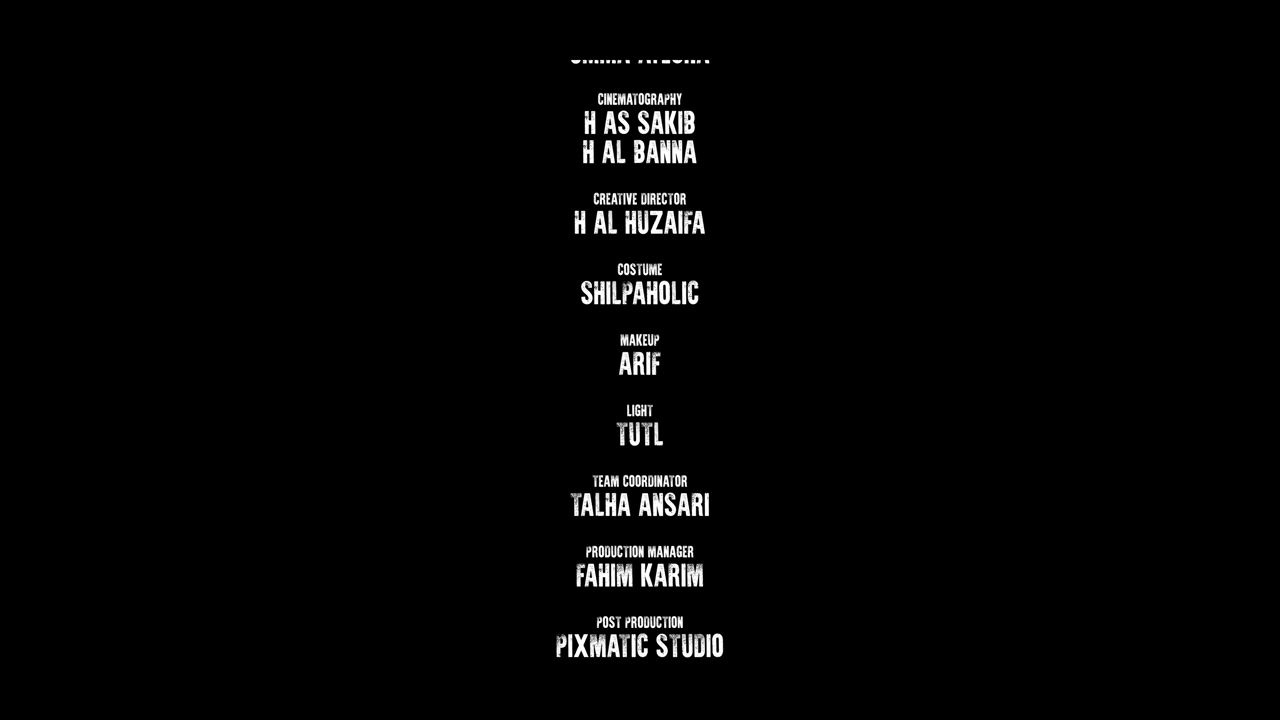 CINEMATOGRAPHY
H AS SAKIB
H AL BANNA
CREATIVE DIRECTOR
H AL HUZAIFA
COSTUME
SHILPAHOLIC
MAKEUP
ARIF
LIGHT
TUTL
TEAM COORDINATOR
TALHA ANSARI
PRODUCTION MANAGER
FAHIM KARIM
POST PRODUCTION
PIXMATIC STUDIO